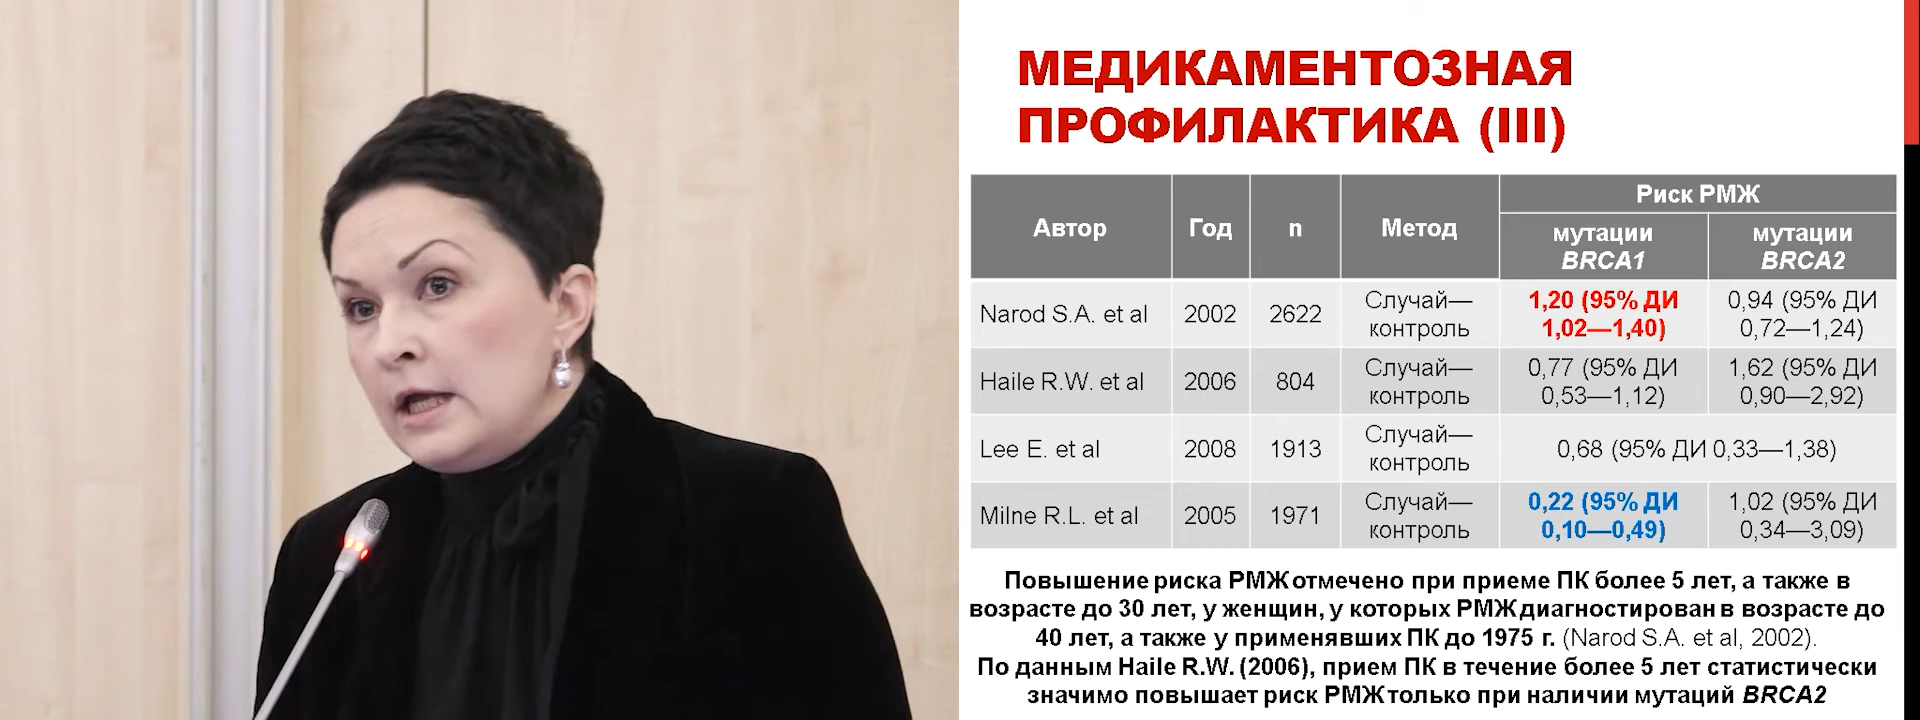 МЕДИКАМЕНТОЗНАЯ
ПРОФИЛАКТИКА (III)
Автор
Год
n
Метод
Риск РМЖ
мутации
BRCA1
мутации
BRCA2
Narod S.A. et al
2002
2622
Случай—
контроль
1,20 (95% ДИ
1,02—1,40)
0,94 (95% ДИ
0,72—1,24)
Haile R.W. et al
2006
804
Случай—
контроль
0,77 (95% ДИ
0,53—1,12)
1,62 (95% ДИ
0,90—2,92)
Lee E. et al
2008
1913
Случай—
контроль
0,68 (95% ДИ 0,33—1,38)
Milne R.L. et al
2005
1971
Случай—
контроль
0,22 (95% ДИ
0,10—0,49)
1,02 (95% ДИ
0,34—3,09)
Повышение риска РМЖ отмечено при приеме ПК более 5 лет, а также в
возрасте до 30 лет, у женщин, у которых РМЖ диагностирован в возрасте до
40 лет, а также у применявших ПК до 1975 г. (Narod S.A. et al, 2002).
По данным Haile R.W. (2006), прием ПК в течение более 5 лет статистически
значимо повышает риск РМЖ только при наличии мутаций BRCA2